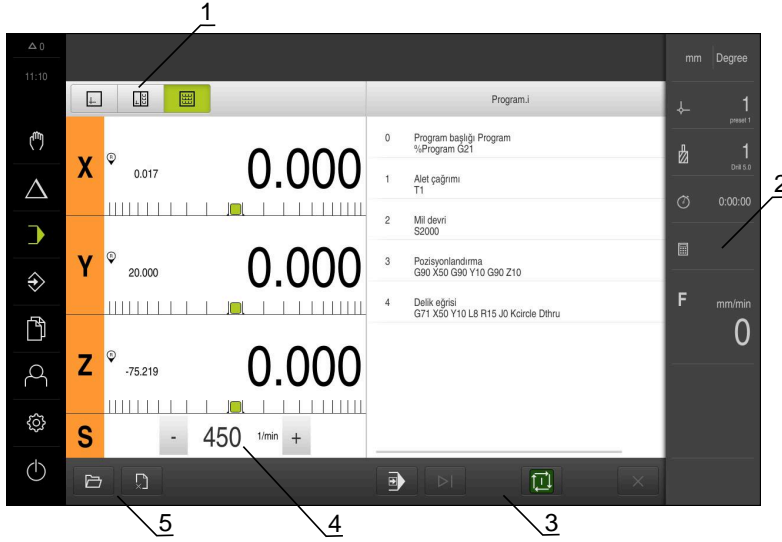 1
0
11:10
mm Degree
Program.i
1
preset 1
1
Drill 5.0
2
0:00:00
F mm/min
0
X R 0.017 0.000
Y R 20.000 0.000
Z R -75.219 0.000
S - 450 1/min +
0 Program başlığı Program
%Program G21
1 Alet çağrımı
T1
2 Mil devri
S2000
3 Pozisyonlandırma
G90 X50 G90 Y10 G90 Z10
4 Delik eğrisi
G71 X50 Y10 L8 R15 J0 Kcircle Dthru
5
4
3